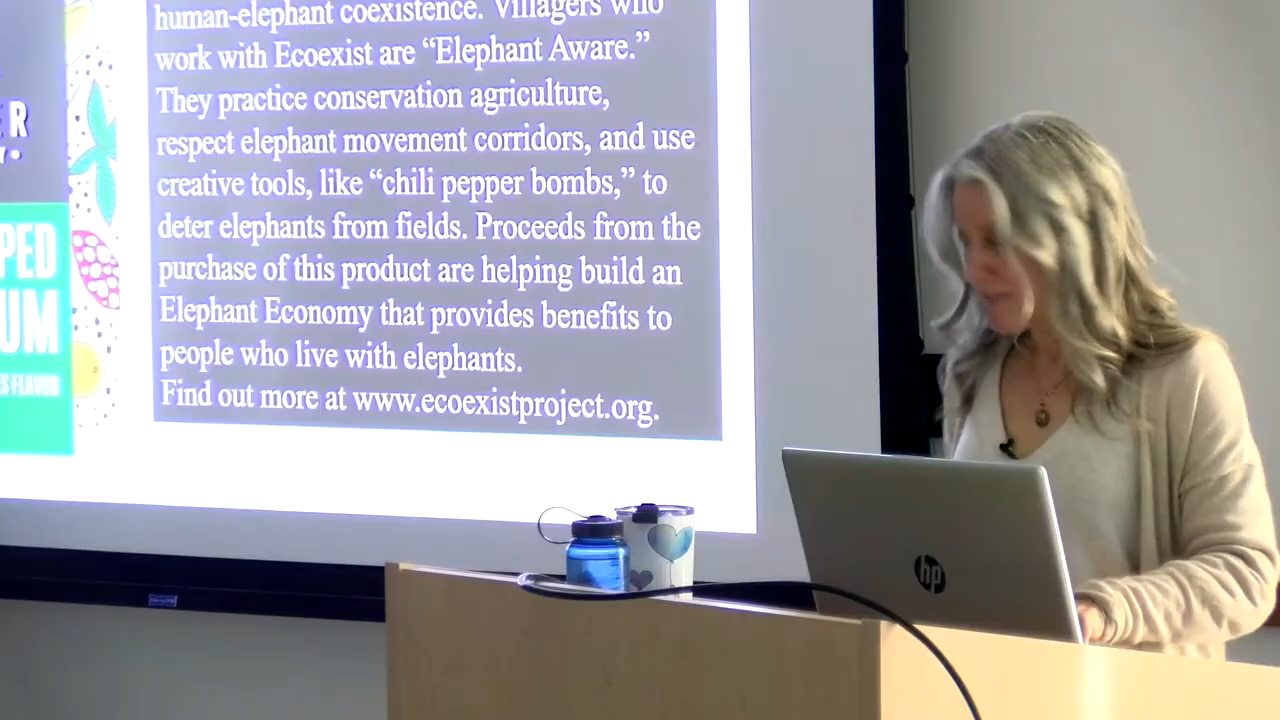 human-elephant coexistence. Villagers who
work with Ecoexist are “Elephant Aware.”
They practice conservation agriculture,
respect elephant movement corridors, and use
creative tools, like “chili pepper bombs,” to
deter elephants from fields. Proceeds from the
purchase of this product are helping build an
Elephant Economy that provides benefits to
people who live with elephants.
Find out more at www.ecoexistproject.org.
ER
Y •
PED
UM
ES FLAVOR
hp